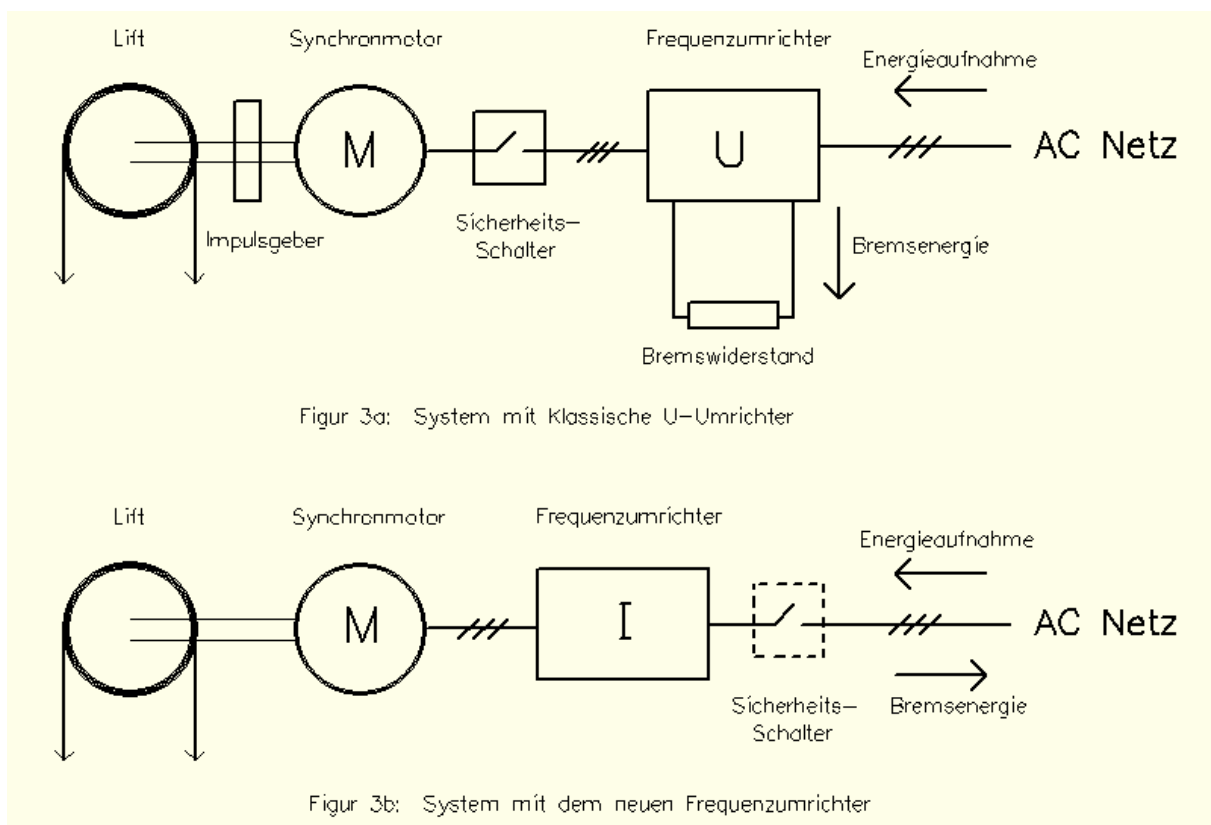 Lift
Synchronmotor
Frequenzumrichter
Energieaufnahme
M
U
AC Netz
Impulsgeber
Sicherheits-
Schalter
Bremsenergie
Bremswiderstand
Figur 3a: System mit Klassische U-Umrichter
Lift
Synchronmotor
Frequenzumrichter
Energieaufnahme
M
I
AC Netz
Sicherheits-
Schalter
Bremsenergie
Figur 3b: System mit dem neuen Frequenzumrichter